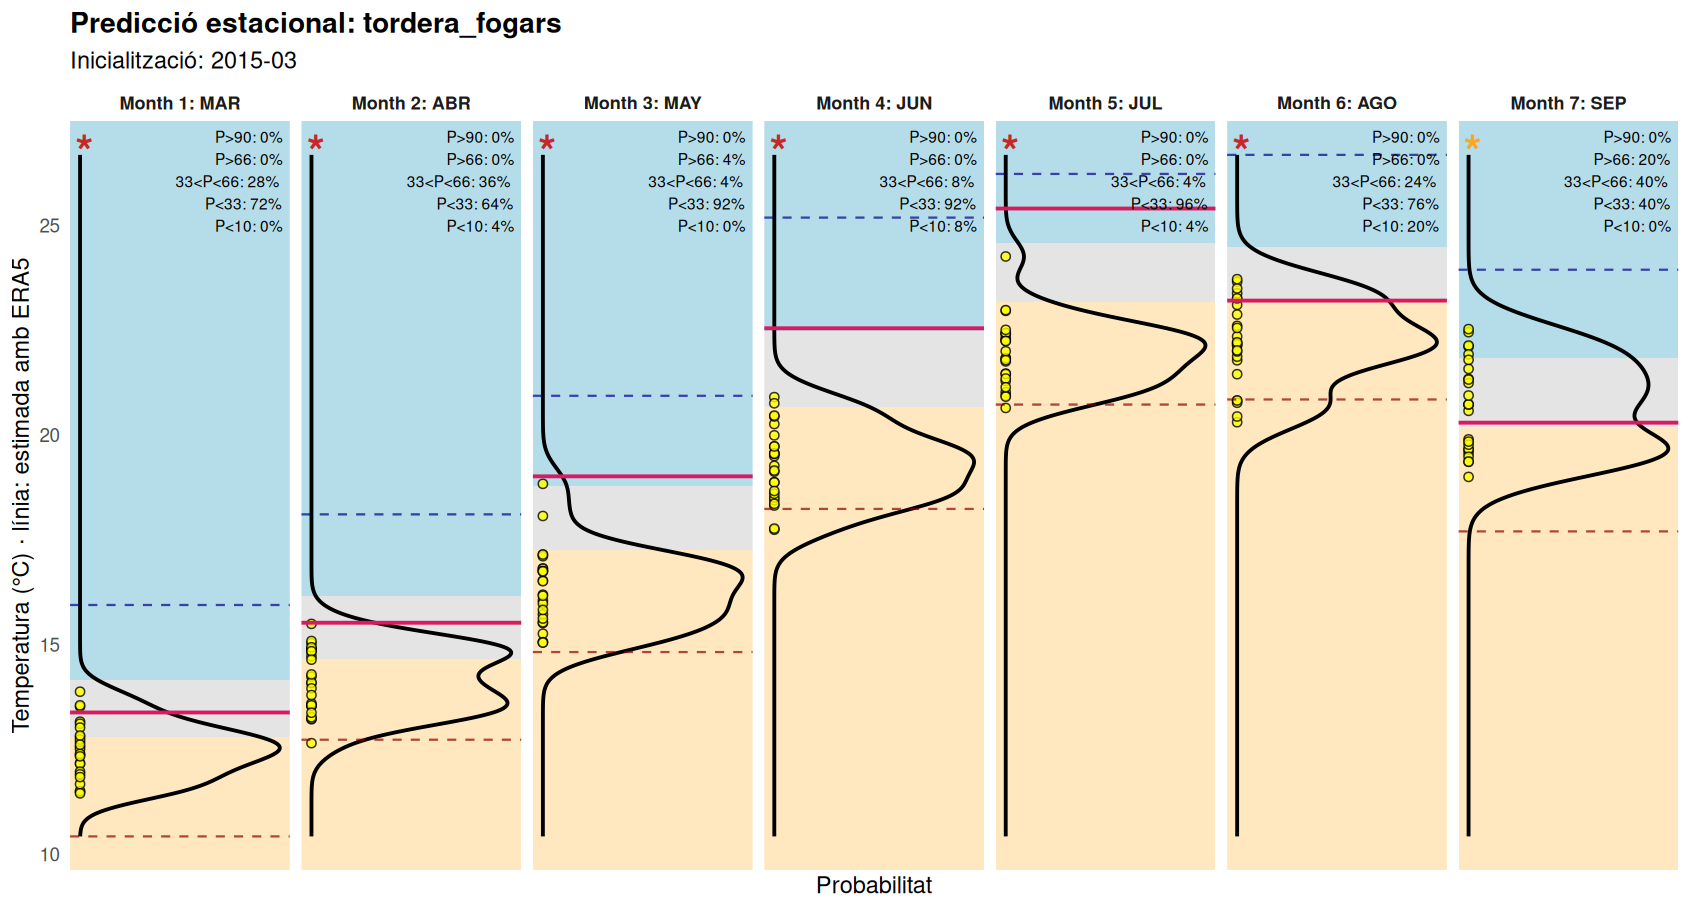 Predicció estacional: tordera_fogars
Inicialització: 2015-03
Month 1: MAR
Month 2: ABR
Month 3: MAY
Month 4: JUN
Month 5: JUL
Month 6: AGO
Month 7: SEP
*
P>90: 0%
P>66: 0%
33<P<66: 28%
P<33: 72%
P<10: 0%
*
P>90: 0%
P>66: 0%
33<P<66: 36%
P<33: 64%
P<10: 4%
*
P>90: 0%
P>66: 4%
33<P<66: 4%
P<33: 92%
P<10: 0%
*
P>90: 0%
P>66: 0%
33<P<66: 8%
P<33: 92%
P<10: 8%
*
P>90: 0%
P>66: 0%
33<P<66: 4%
P<33: 96%
P<10: 4%
*
P>90: 0%
P>66: 0%
33<P<66: 24%
P<33: 76%
P<10: 20%
*
P>90: 0%
P>66: 20%
33<P<66: 40%
P<33: 40%
P<10: 0%
25
20
15
10
Temperatura (°C) · línia: estimada amb ERA5
Probabilitat